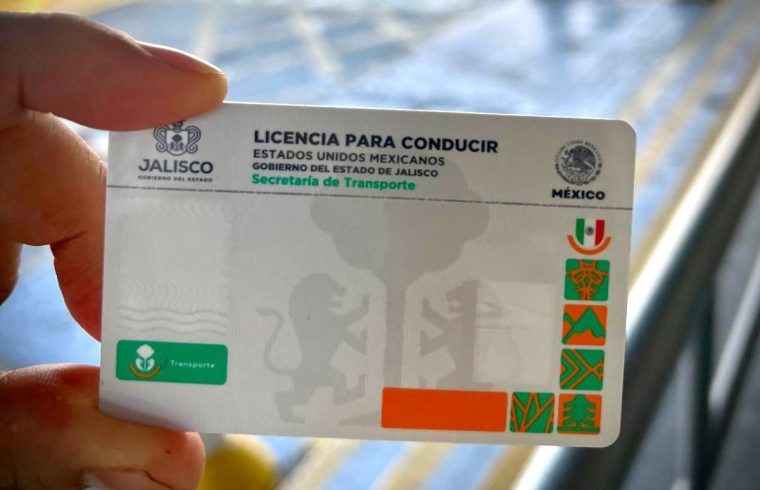 JALISCO
GOBIERNO DEL ESTADO
LICENCIA PARA CONDUCIR
ESTADOS UNIDOS MEXICANOS
GOBIERNO DEL ESTADO DE JALISCO
Secretaría de Transporte
MÉXICO
Transporte